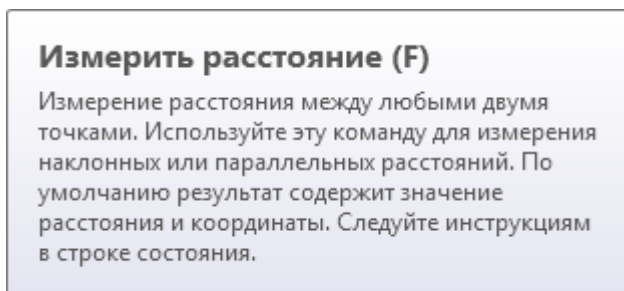 Измерить расстояние (F)
Измерение расстояния между любыми двумя
точками. Используйте эту команду для измерения
наклонных или параллельных расстояний. По
умолчанию результат содержит значение
расстояния и координаты. Следуйте инструкциям
в строке состояния.